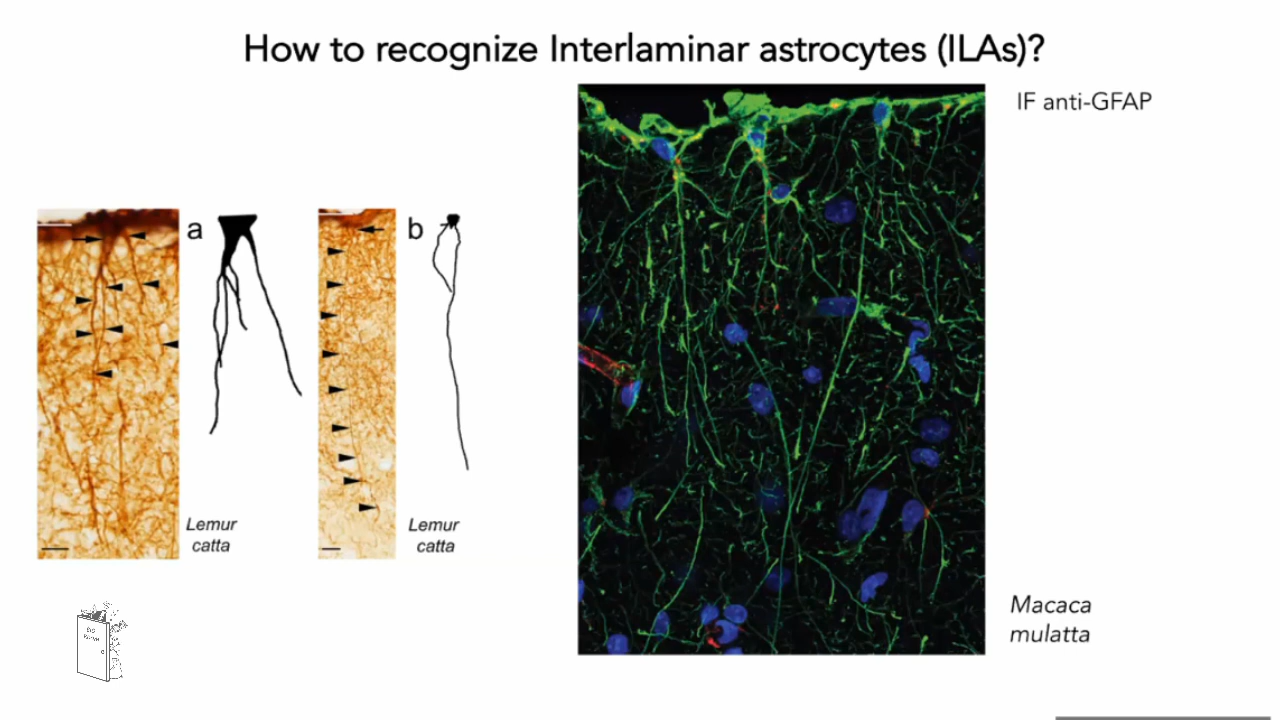 How to recognize Interlaminar astrocytes (ILAs)?
IF anti-GFAP
a
b
Lemur
catta
Lemur
catta
Macaca
mulatta